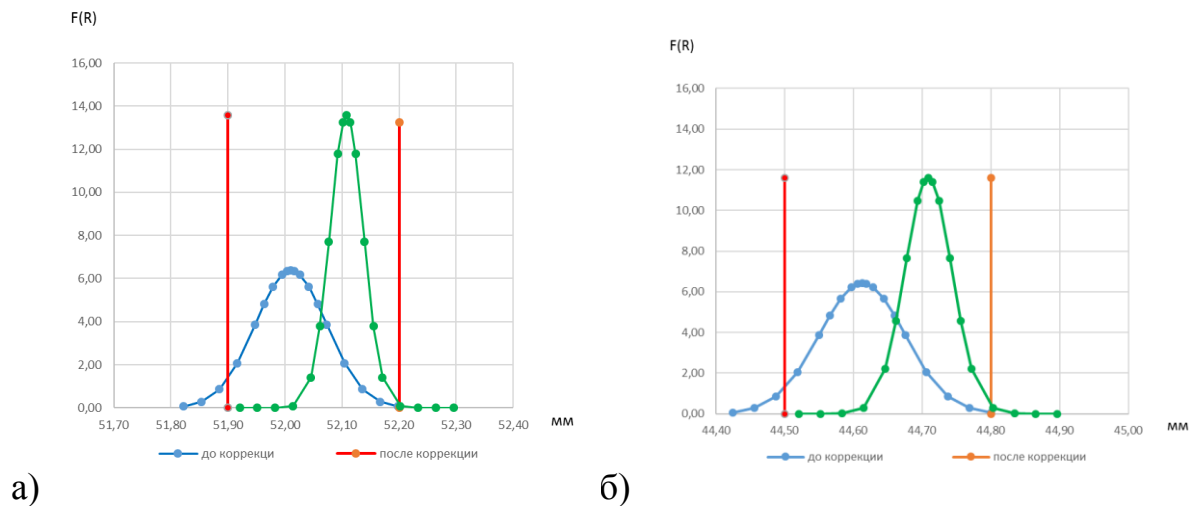 F(R)
16,00
14,00
12,00
10,00
8,00
6,00
4,00
2,00
0,00
51,70 51,80 51,90 52,00 52,10 52,20 52,30 52,40 мм
до коррекци после коррекции
а)
F(R)
16,00
14,00
12,00
10,00
8,00
6,00
4,00
2,00
0,00
44,40 44,50 44,60 44,70 44,80 44,90 45,00 мм
до коррекции после коррекции
б)